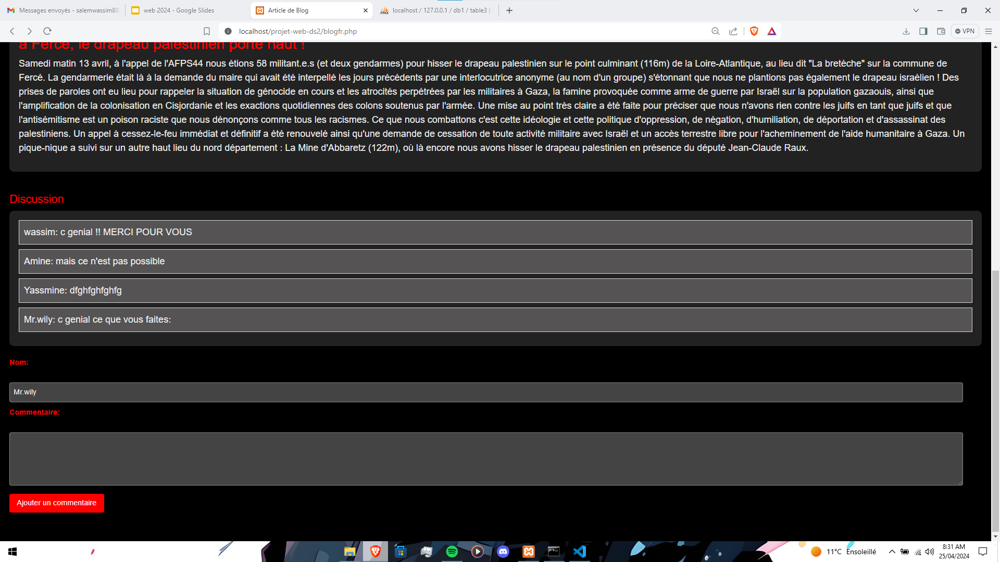 Messages envoyés - salemwassim88
web 2024 - Google Slides
Article de Blog
localhost / 127.0.0.1 / db1 / table3 |
localhost/projet-web-ds2/blogfr.php
VPN
à Fercé, le drapeau palestinien porté haut !
Samedi matin 13 avril, à l'appel de l'AFPS44 nous étions 58 militant.e.s (et deux gendarmes) pour hisser le drapeau palestinien sur le point culminant (116m) de la Loire-Atlantique, au lieu dit "La bretèche" sur la commune de
Fercé. La gendarmerie était là à la demande du maire qui avait été interpellé les jours précédents par une interlocutrice anonyme (au nom d'un groupe) s'étonnant que nous ne plantions pas également le drapeau israélien ! Des
prises de paroles ont eu lieu pour rappeler la situation de génocide en cours et les atrocités perpétrées par les militaires à Gaza, la famine provoquée comme arme de guerre par Israël sur la population gazaouis, ainsi que
l'amplification de la colonisation en Cisjordanie et les exactions quotidiennes des colons soutenus par l'armée. Une mise au point très claire a été faite pour préciser que nous n'avons rien contre les juifs en tant que juifs et que
l'antisémitisme est un poison raciste que nous dénonçons comme tous les racismes. Ce que nous combattons c'est cette idéologie et cette politique d'oppression, de négation, d'humiliation, de déportation et d'assassinat des
palestiniens. Un appel à cessez-le-feu immédiat et définitif a été renouvelé ainsi qu'une demande de cessation de toute activité militaire avec Israël et un accès terrestre libre pour l'acheminement de l'aide humanitaire à Gaza. Un
pique-nique a suivi sur un autre haut lieu du nord département : La Mine d'Abbaretz (122m), où là encore nous avons hisser le drapeau palestinien en présence du député Jean-Claude Raux.
Discussion
wassim: c genial !! MERCI POUR VOUS
Amine: mais ce n'est pas possible
Yassmine: dfghfghfghfg
Mr.wily: c genial ce que vous faites:
Nom:
Mr.wily
Commentaire:
Ajouter un commentaire
11°C Ensoleillé
8:31 AM
25/04/2024